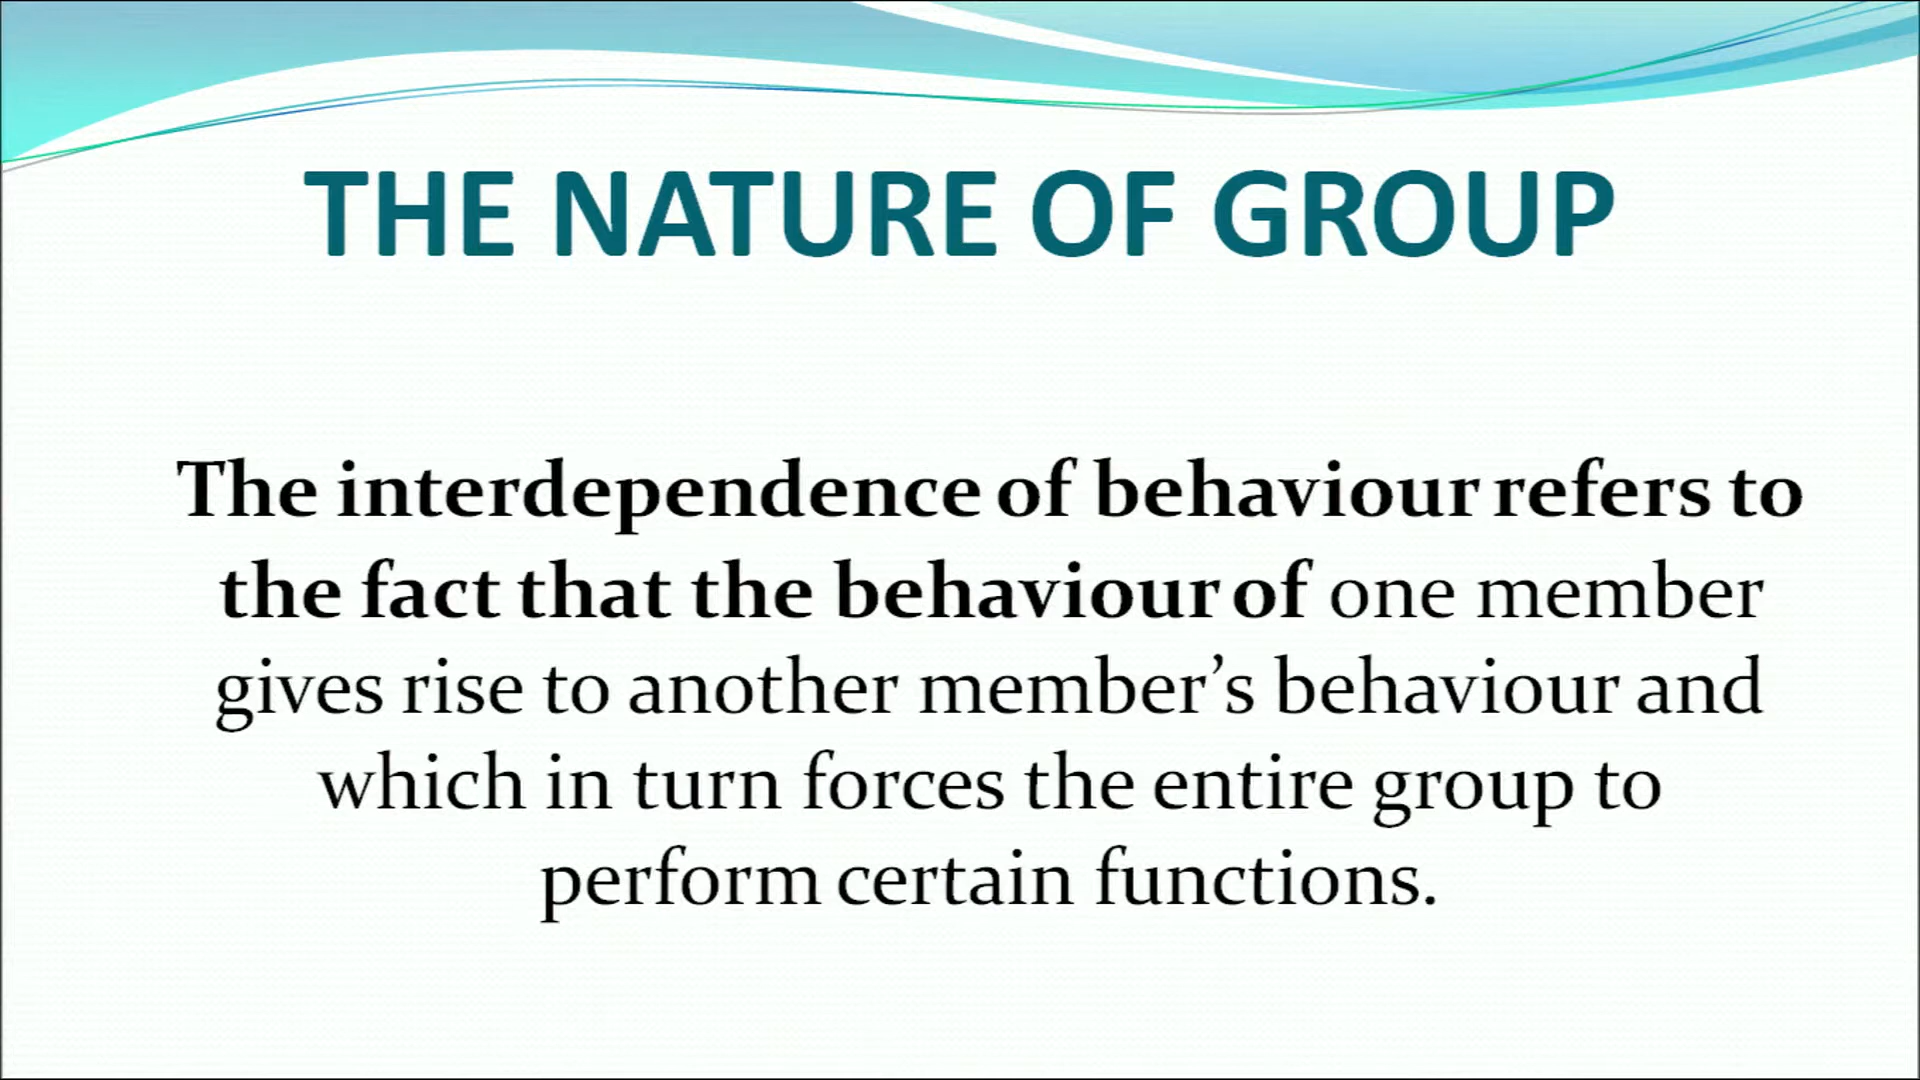 THE NATURE OF GROUP
The interdependence of behaviour refers to
the fact that the behaviour of one member
gives rise to another member’s behaviour and
which in turn forces the entire group to
perform certain functions.